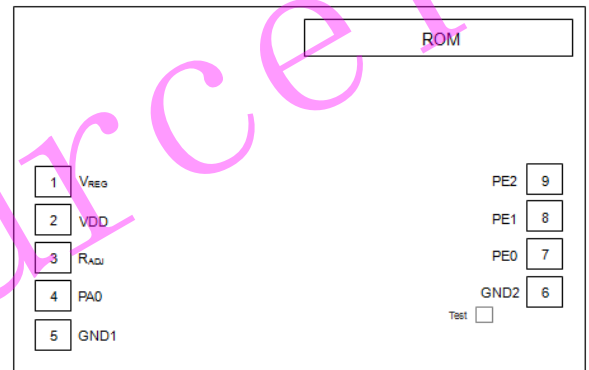 ROM
1 VREG
2 VDD
3 RADJ
4 PA0
5 GND1
PE2 9
PE1 8
PE0 7
GND2 6
Test